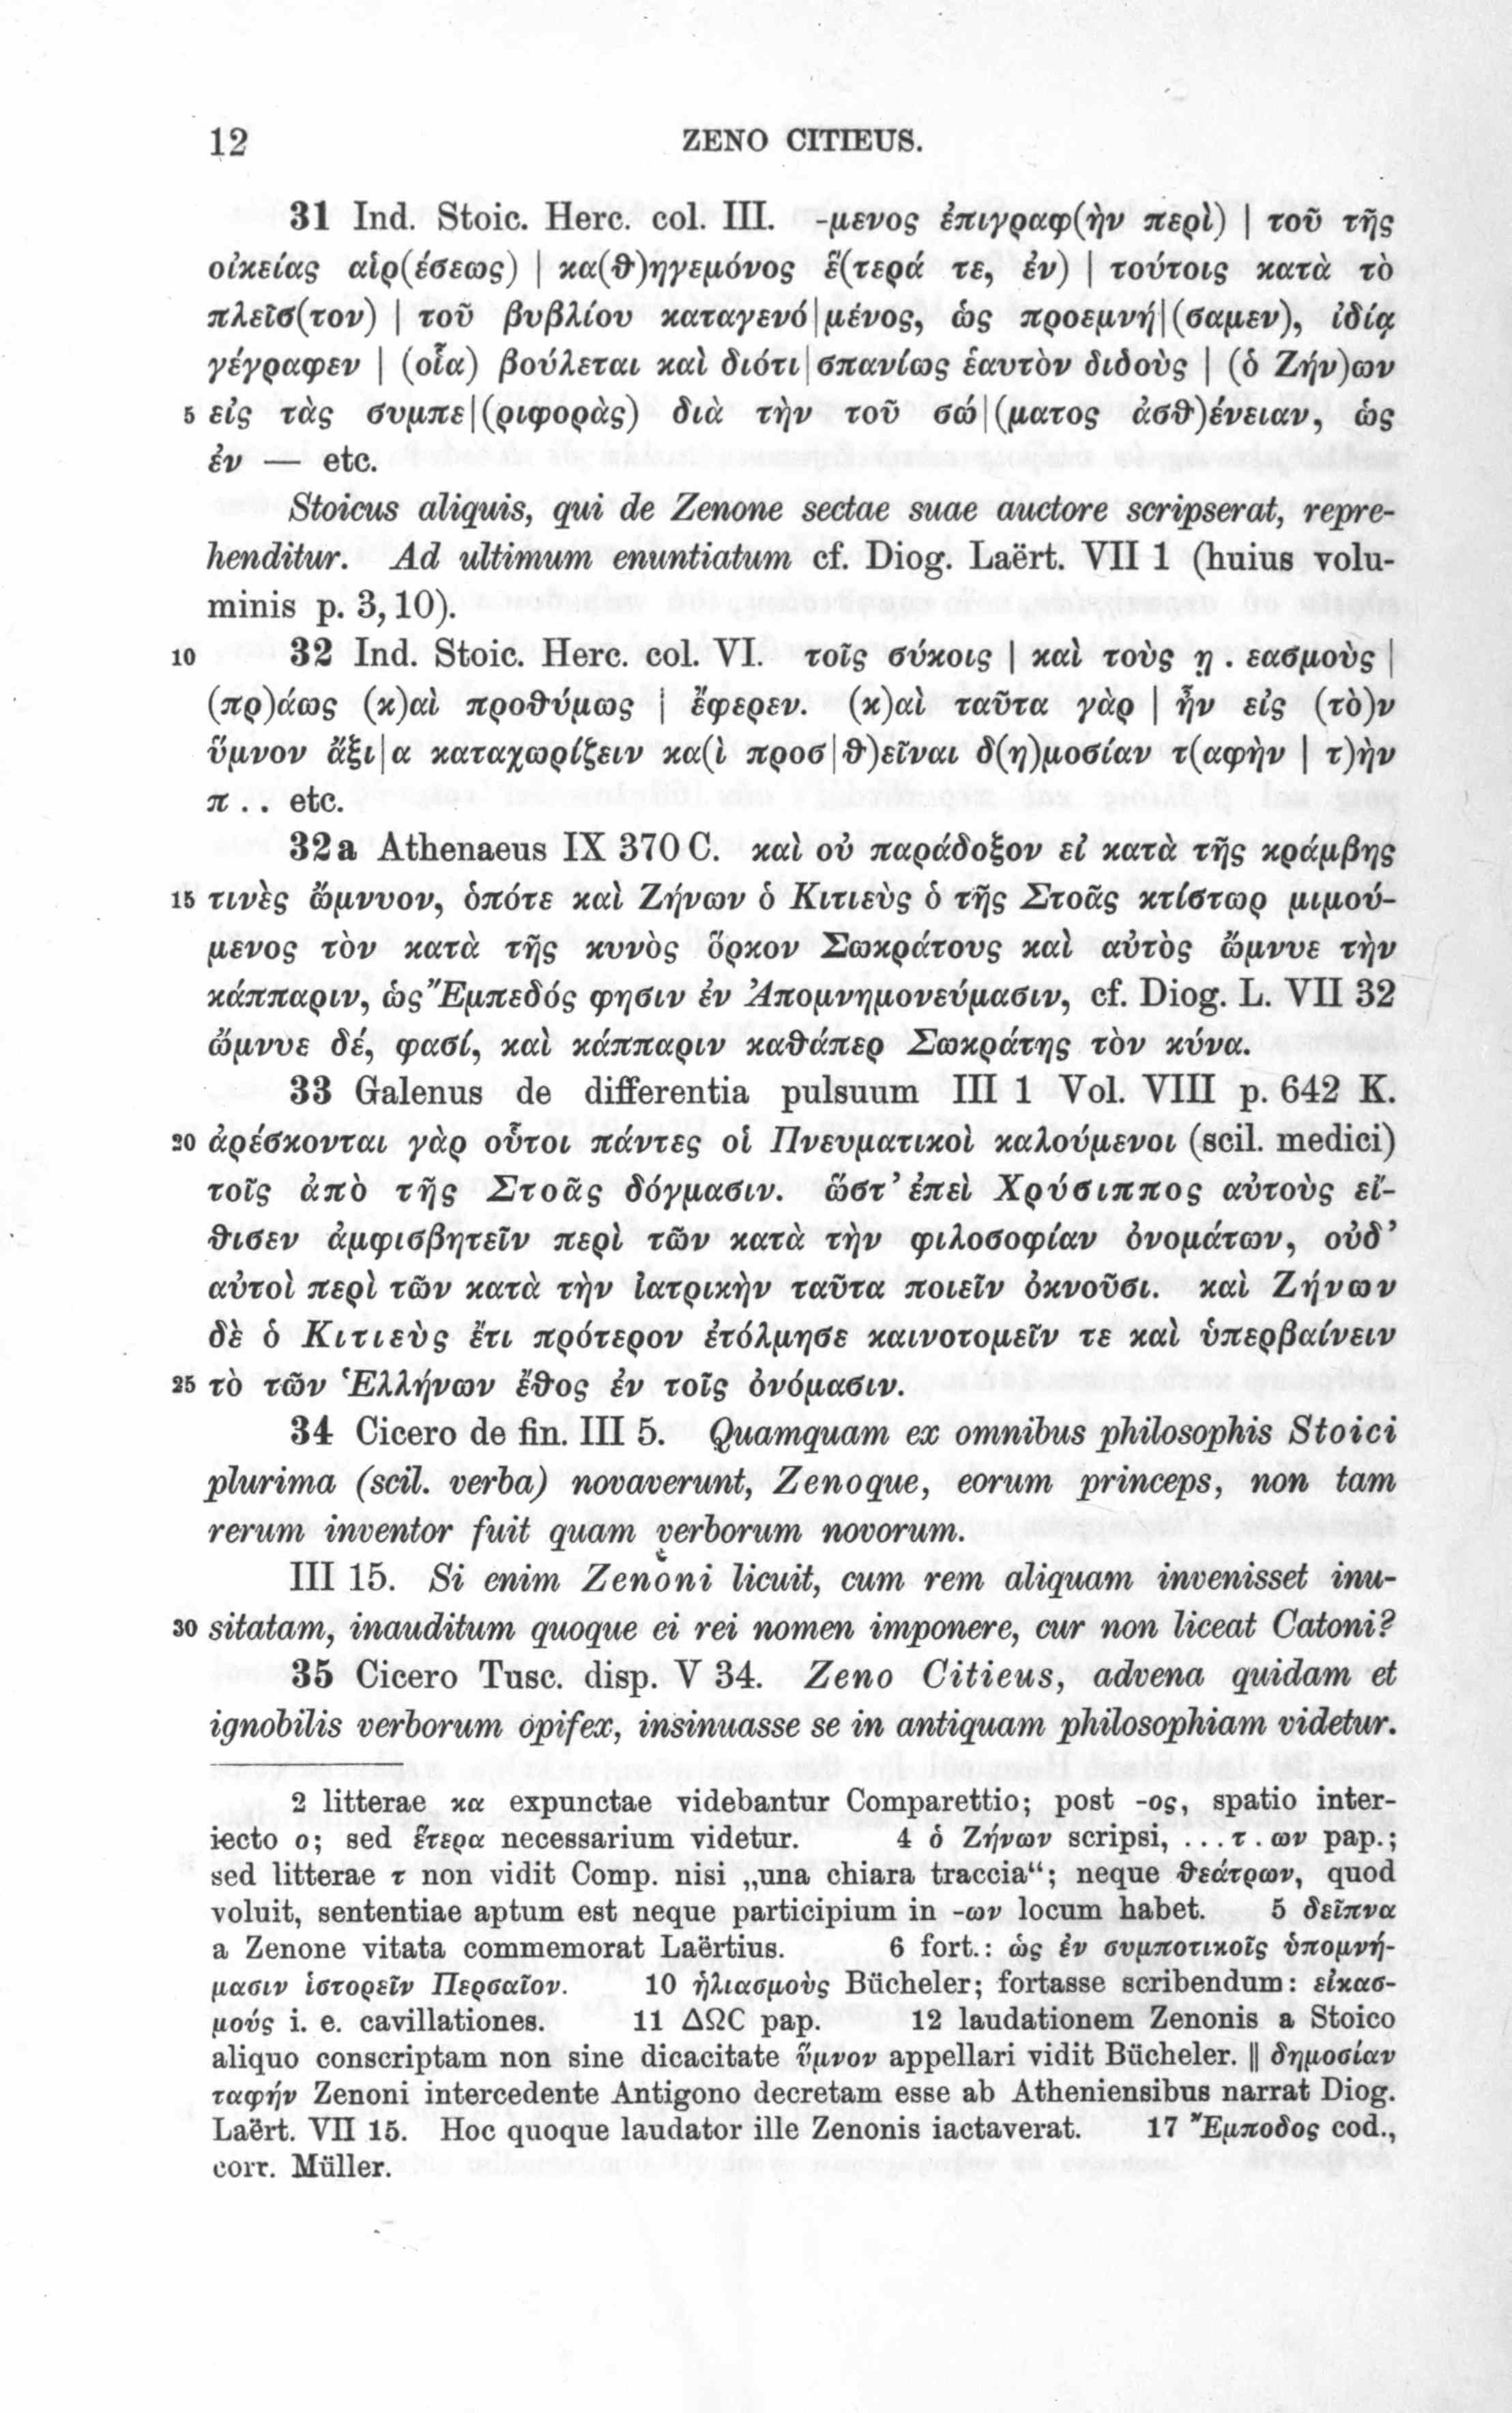 12 ZENO CITIEUS.
31 Ind. Stoic. Herc. col. III. -μενος ἐπιγραφ(ὴν περὶ) | τοῦ τῆς
οἰκείας αἱρ(έσεως) | κα(θ)ηγεμόνος ἕ(τερά τε, ἐν) | τούτοις κατὰ τὸ
πλεῖσ(τον) | τοῦ βυβλίου καταγενό|μένος, ὡς προεμνή|(σαμεν), ἰδίᾳ
γέγραφεν | (οἷα) βούλεται καὶ διότι|σπανίως ἑαυτὸν διδοὺς | (ὁ Ζήν)ων
5 εἰς τὰς συμπε|(ριφορὰς) διὰ τὴν τοῦ σώ|(ματος ἀσθ)ένειαν, ὡς
ἐν — etc.
Stoicus aliquis, qui de Zenone sectae suae auctore scripserat, repre-
henditur. Ad ultimum enuntiatum cf. Diog. Laërt. VII 1 (huius volu-
minis p. 3,10).
10 32 Ind. Stoic. Herc. col. VI. τοῖς σύκοις | καὶ τοὺς η̣ . εασμοὺς |
(πρ)άως (κ)αὶ προθύμως | ἔφερεν. (κ)αὶ ταῦτα γὰρ | ἦν εἰς (τὸ)ν
ὕμνον ἄξι|α καταχωρίζειν κα(ὶ προσ|θ)εῖναι δ(η)μοσίαν τ(αφὴν | τ)ὴν
π . . etc.
32a Athenaeus IX 370 C. καὶ οὐ παράδοξον εἰ κατὰ τῆς κράμβης
15 τινὲς ὤμνυον, ὁπότε καὶ Ζήνων ὁ Κιτιεὺς ὁ τῆς Στοᾶς κτίστωρ μιμού-
μενος τὸν κατὰ τῆς κυνὸς ὅρκον Σωκράτους καὶ αὐτὸς ὤμνυε τὴν
κάππαριν, ὡς Ἔμπεδός φησιν ἐν Ἀπομνημονεύμασιν, cf. Diog. L. VII 32
ὤμνυε δέ, φασί, καὶ κάππαριν καθάπερ Σωκράτης τὸν κύνα.
33 Galenus de differentia pulsuum III 1 Vol. VIII p. 642 K.
20 ἀρέσκονται γὰρ οὗτοι πάντες οἱ Πνευματικοὶ καλούμενοι (scil. medici)
τοῖς ἀπὸ τῆς Στοᾶς δόγμασιν. ὥστ’ ἐπεὶ Χρύσιππος αὐτοὺς εἴ-
θισεν ἀμφισβητεῖν περὶ τῶν κατὰ τὴν φιλοσοφίαν ὀνομάτων, οὐδ’
αὐτοὶ περὶ τῶν κατὰ τὴν ἰατρικὴν ταῦτα ποιεῖν ὀκνοῦσι. καὶ Ζήνων
δὲ ὁ Κιτιεὺς ἔτι πρότερον ἐτόλμησε καινοτομεῖν τε καὶ ὑπερβαίνειν
25 τὸ τῶν Ἑλλήνων ἔθος ἐν τοῖς ὀνόμασιν.
34 Cicero de fin. III 5. Quamquam ex omnibus philosophis Stoici
plurima (scil. verba) novaverunt, Zenoque, eorum princeps, non tam
rerum inventor fuit quam verborum novorum.
III 15. Si enim Zenoni licuit, cum rem aliquam invenisset inu-
30 sitatam, inauditum quoque ei rei nomen imponere, cur non liceat Catoni?
35 Cicero Tusc. disp. V 34. Zeno Citieus, advena quidam et
ignobilis verborum opifex, insinuasse se in antiquam philosophiam videtur.
2 litterae κα expunctae videbantur Comparettio; post -ος, spatio inter-
iecto ο; sed ἕτερα necessarium videtur. 4 ὁ Ζήνων scripsi, ...τ.ων pap.;
sed litterae τ non vidit Comp. nisi „una chiara traccia“; neque θεάτρων, quod
voluit, sententiae aptum est neque participium in -ων locum habet. 5 δεῖπνα
a Zenone vitata commemorat Laërtius. 6 fort.: ὡς ἐν συμποτικοῖς ὑπομνή-
μασιν ἱστορεῖν Περσαῖον. 10 ἡλιασμοὺς Bücheler; fortasse scribendum: εἰκασ-
μούς i. e. cavillationes. 11 ΔΩC pap. 12 laudationem Zenonis a Stoico
aliquo conscriptam non sine dicacitate ὕμνον appellari vidit Bücheler. || δημοσίαν
ταφήν Zenoni intercedente Antigono decretam esse ab Atheniensibus narrat Diog.
Laërt. VII 15. Hoc quoque laudator ille Zenonis iactaverat. 17 Ἔμποδος cod.,
corr. Müller.